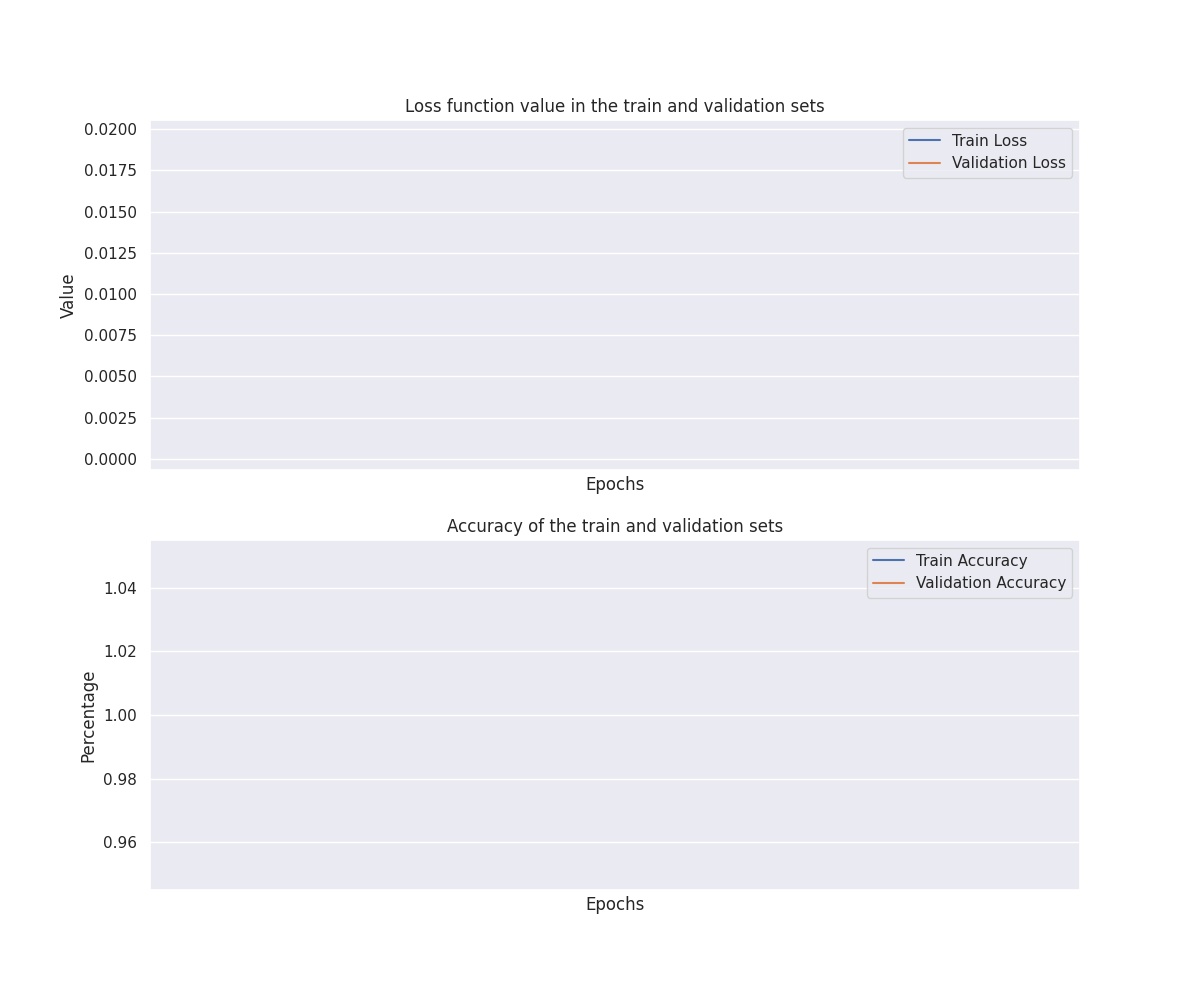 Loss function value in the train and validation sets
0.0200
0.0175
0.0150
0.0125
0.0100
0.0075
0.0050
0.0025
0.0000
Value
Train Loss
Validation Loss
Epochs
Accuracy of the train and validation sets
1.04
1.02
1.00
0.98
0.96
Percentage
Train Accuracy
Validation Accuracy
Epochs